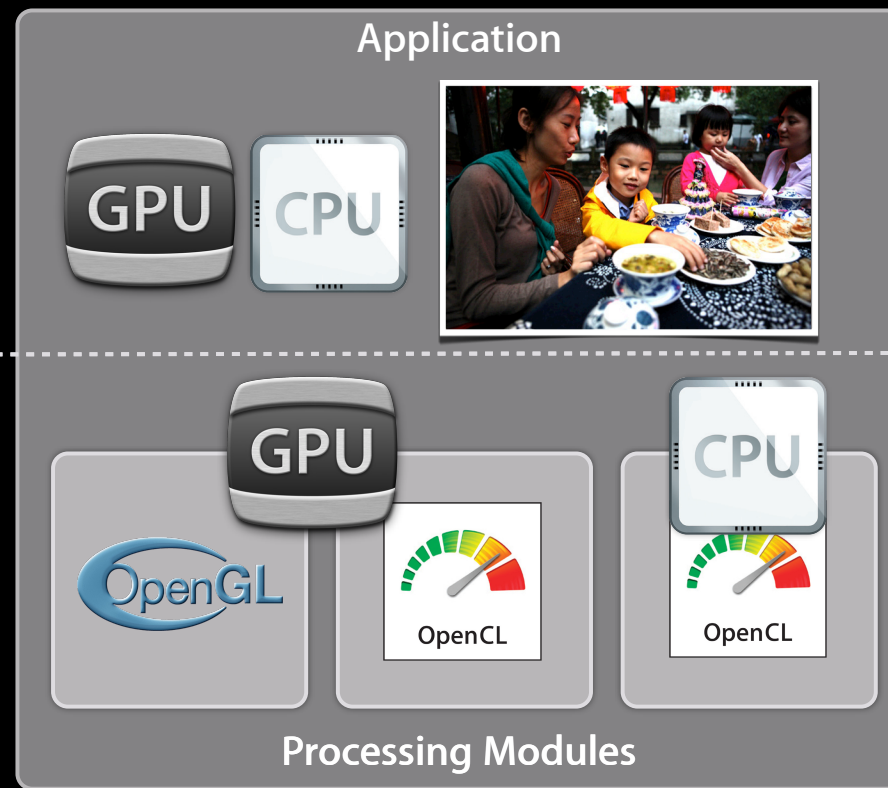 Application
GPU
CPU
GPU
CPU
OpenGL
OpenCL
OpenCL
Processing Modules